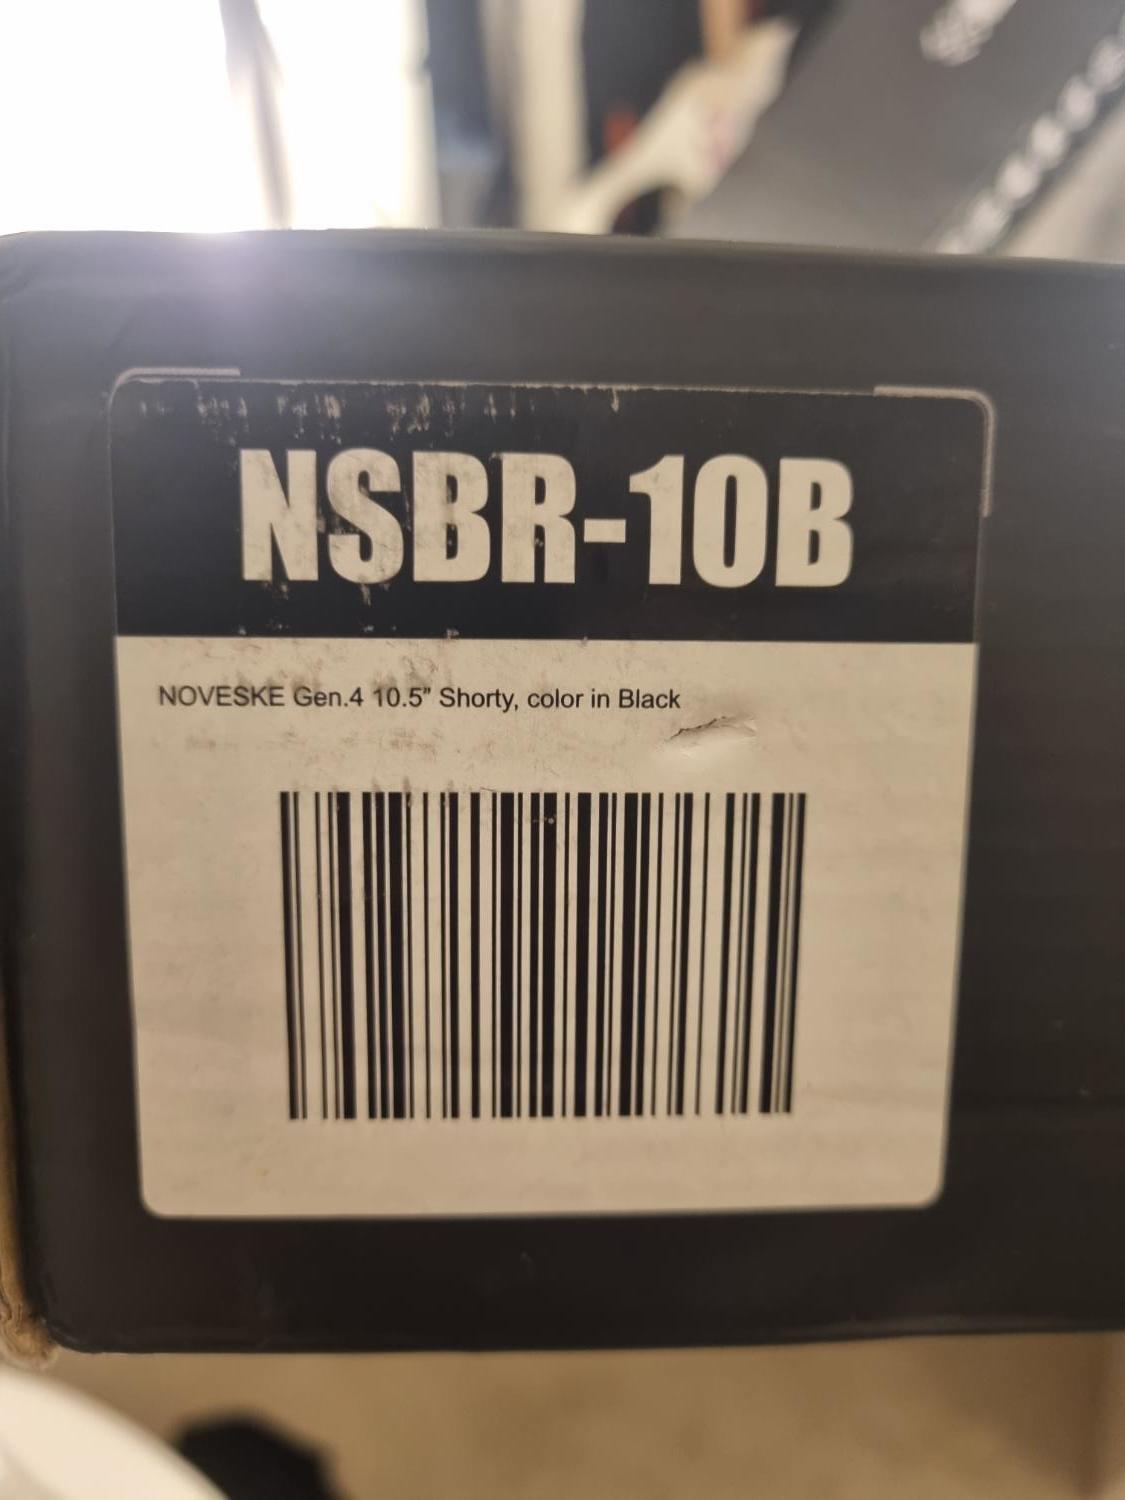 NSBR-10B
NOVESKE Gen.4 10.5” Shorty, color in Black